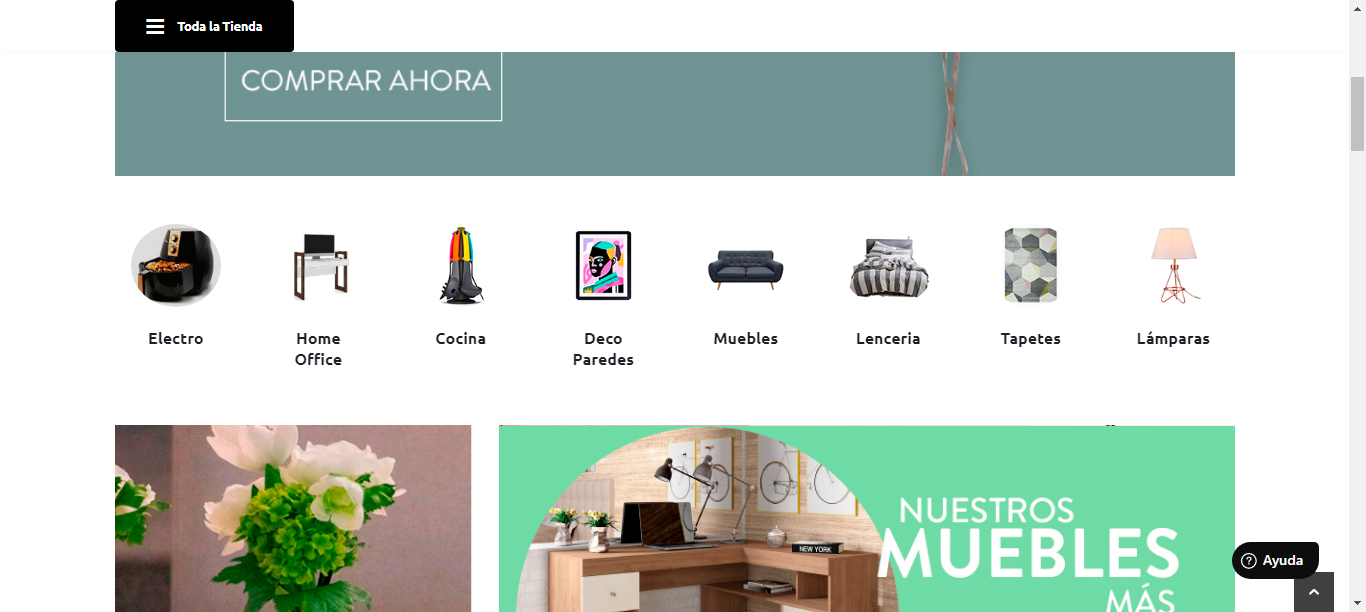 Toda la Tienda
COMPRAR AHORA
Electro
Home
Office
Cocina
Deco
Paredes
Muebles
Lenceria
Tapetes
Lámparas
NUESTROS
MUEBLES
MÁS
NEW YORK
Ayuda